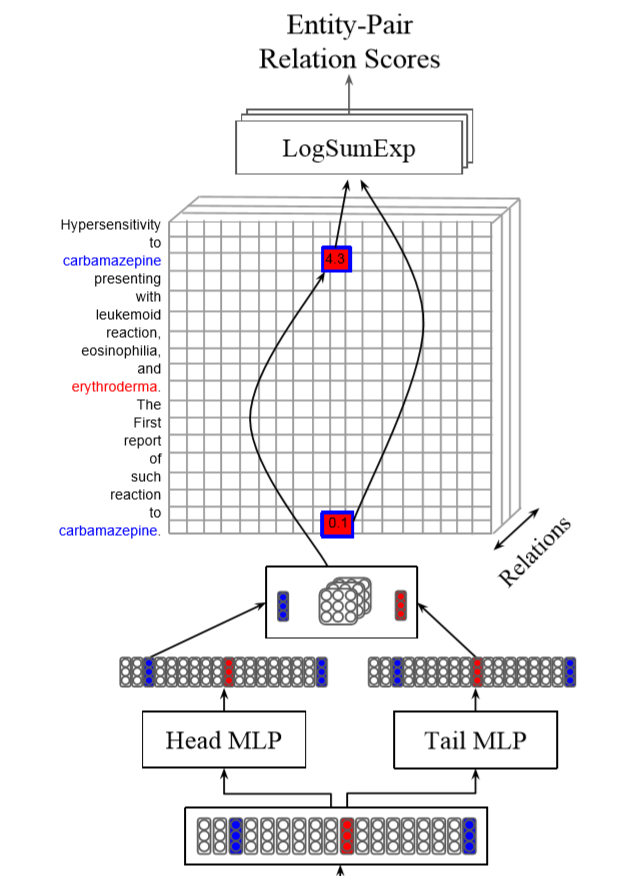 Entity-Pair
Relation Scores
LogSumExp
Hypersensitivity
to
carbamazepine
presenting
with
leukemoid
reaction,
eosinophilia,
and
erythroderma.
The
First
report
of
such
reaction
to
carbamazepine.
4.3
0.1
Relations
Head MLP
Tail MLP